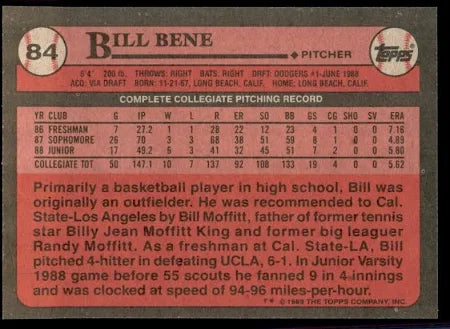 84
BILL BENE
PITCHER
TOPPS
6'4" 200 lb. THROWS: RIGHT BATS: RIGHT DRFT: DODGERS #1-JUNE 1988
ACQ: VIA DRAFT BORN: 11-21-67, LONG BEACH, CALIF. HOME: LONG BEACH, CALIF.
COMPLETE COLLEGIATE PITCHING RECORD
YR CLUB G IP W L R ER SO BB GS CG SHO SV ERA
86 FRESHMAN 7 27.2 1 1 28 22 12 23 4 1 0 0 7.16
87 SOPHOMORE 26 70 3 3 68 38 51 59 8 1 0 0 4.89
88 JUNIOR 17 49.2 6 3 41 32 45 51 7 2 0 0 5.80
COLLEGIATE TOT 50 147.1 10 7 137 92 108 133 19 4 0 0 5.62
Primarily a basketball player in high school, Bill was
originally an outfielder. He was recommended to Cal.
State-Los Angeles by Bill Moffitt, father of former tennis
star Billy Jean Moffitt King and former big leaguer
Randy Moffitt. As a freshman at Cal. State-LA, Bill
pitched 4-hitter in defeating UCLA, 6-1. In Junior Varsity
1988 game before 55 scouts he fanned 9 in 4 innings
and was clocked at speed of 94-96 miles-per-hour.
© 1989 THE TOPPS COMPANY, INC.